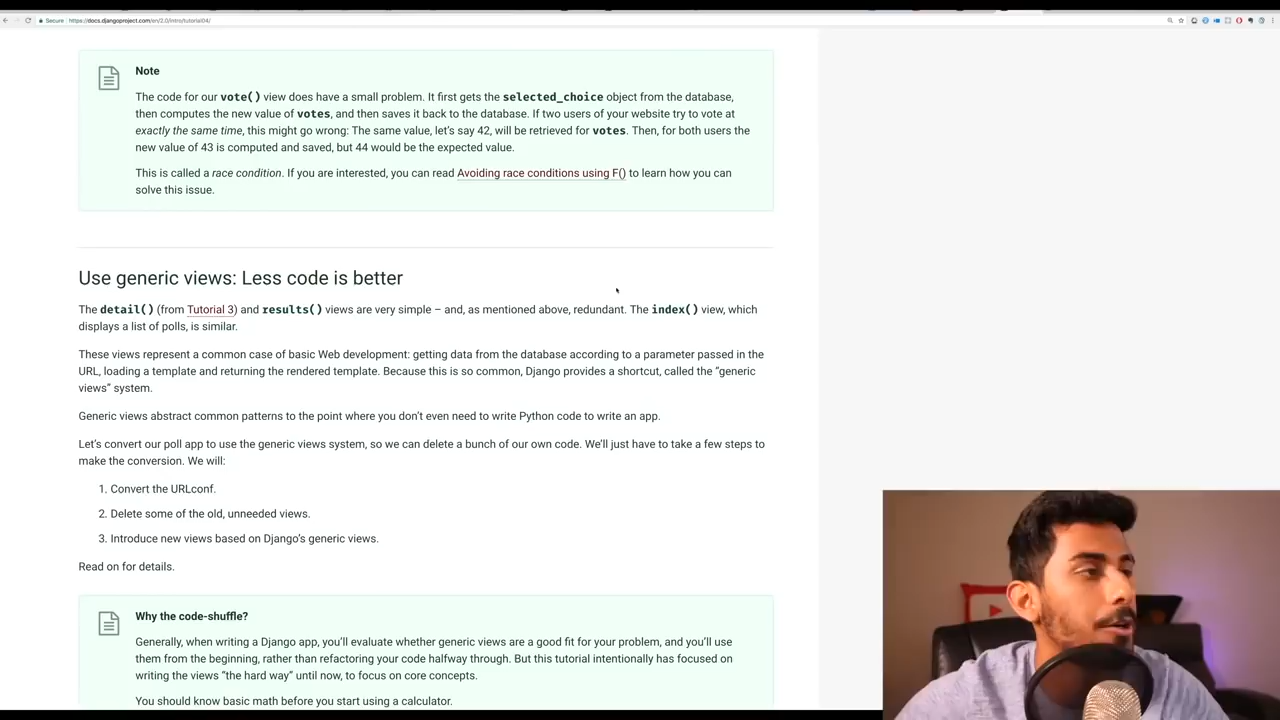 Secure | https://docs.djangoproject.com/en/2.0/intro/tutorial04/
Note
The code for our vote() view does have a small problem. It first gets the selected_choice object from the database,
then computes the new value of votes, and then saves it back to the database. If two users of your website try to vote at
exactly the same time, this might go wrong: The same value, let’s say 42, will be retrieved for votes. Then, for both users the
new value of 43 is computed and saved, but 44 would be the expected value.
This is called a race condition. If you are interested, you can read Avoiding race conditions using F() to learn how you can
solve this issue.
Use generic views: Less code is better
The detail() (from Tutorial 3) and results() views are very simple – and, as mentioned above, redundant. The index() view, which
displays a list of polls, is similar.
These views represent a common case of basic Web development: getting data from the database according to a parameter passed in the
URL, loading a template and returning the rendered template. Because this is so common, Django provides a shortcut, called the “generic
views” system.
Generic views abstract common patterns to the point where you don’t even need to write Python code to write an app.
Let’s convert our poll app to use the generic views system, so we can delete a bunch of our own code. We’ll just have to take a few steps to
make the conversion. We will:
1. Convert the URLconf.
2. Delete some of the old, unneeded views.
3. Introduce new views based on Django’s generic views.
Read on for details.
Why the code-shuffle?
Generally, when writing a Django app, you’ll evaluate whether generic views are a good fit for your problem, and you’ll use
them from the beginning, rather than refactoring your code halfway through. But this tutorial intentionally has focused on
writing the views “the hard way” until now, to focus on core concepts.
You should know basic math before you start using a calculator.